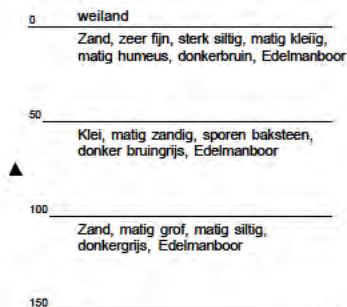 0 weiland
Zand, zeer fijn, sterk siltig, matig kleiïg,
matig humeus, donkerbruin, Edelmanboor
50
Klei, matig zandig, sporen baksteen,
donker bruingrijs, Edelmanboor
100
Zand, matig grof, matig siltig,
donkergrijs, Edelmanboor
150